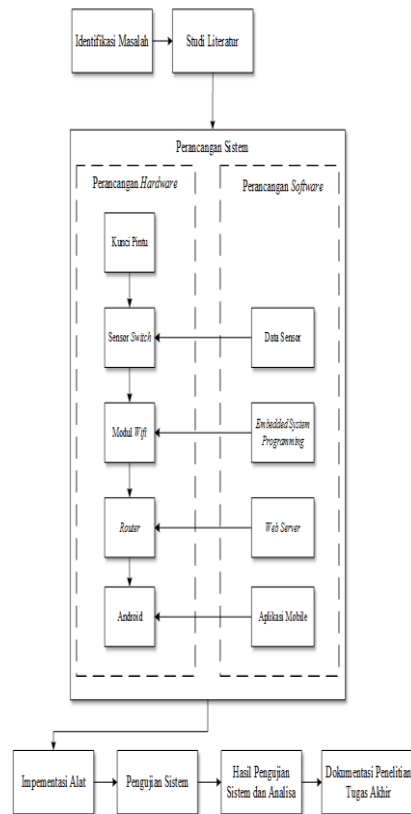 Identifikasi Masalah
Studi Literatur
Perancangan Sistem
Perancangan Hardware
Perancangan Software
Kunci Pintu
Sensor Switch
Data Sensor
Modul Wifi
Embedded System
Programming
Router
Web Server
Android
Aplikasi Mobile
Impementasi Alat
Pengujian Sistem
Hasil Pengujian
Sistem dan Analisa
Dokumentasi Penelitian
Tugas Akhir